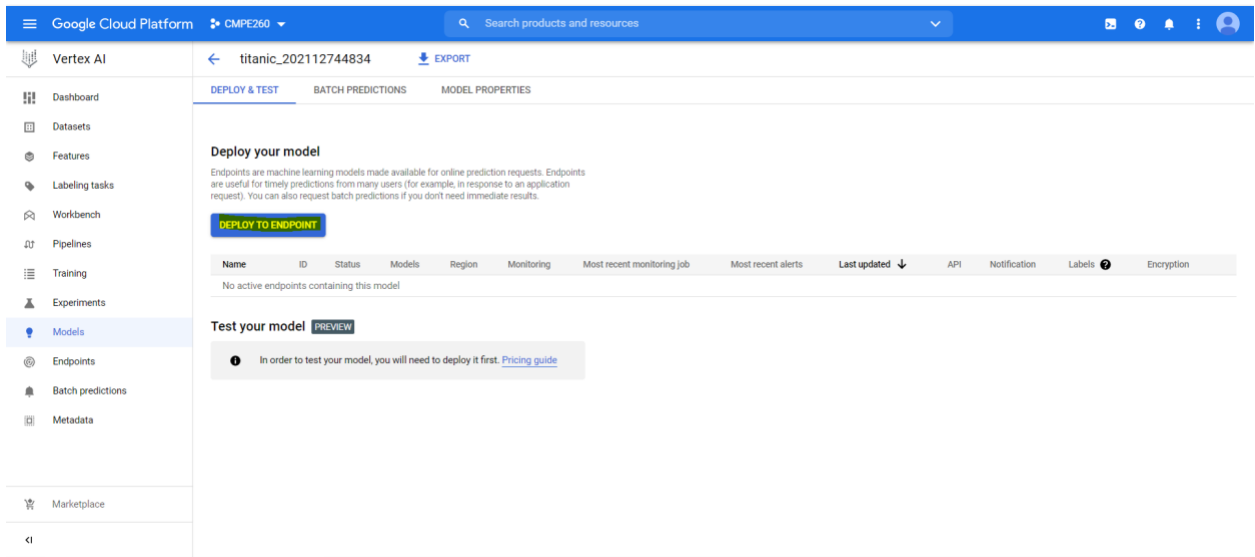 Google Cloud Platform CMPE260 Search products and resources
Vertex AI
titanic_202112744834 EXPORT
Dashboard
Datasets
Features
Labeling tasks
Workbench
Pipelines
Training
Experiments
Models
Endpoints
Batch predictions
Metadata
Marketplace
DEPLOY & TEST BATCH PREDICTIONS MODEL PROPERTIES
Deploy your model
Endpoints are machine learning models made available for online prediction requests. Endpoints
are useful for timely predictions from many users (for example, in response to an application
request). You can also request batch predictions if you don't need immediate results.
DEPLOY TO ENDPOINT
Name ID Status Models Region Monitoring Most recent monitoring job Most recent alerts Last updated API Notification Labels Encryption
No active endpoints containing this model
Test your model PREVIEW
In order to test your model, you will need to deploy it first. Pricing guide